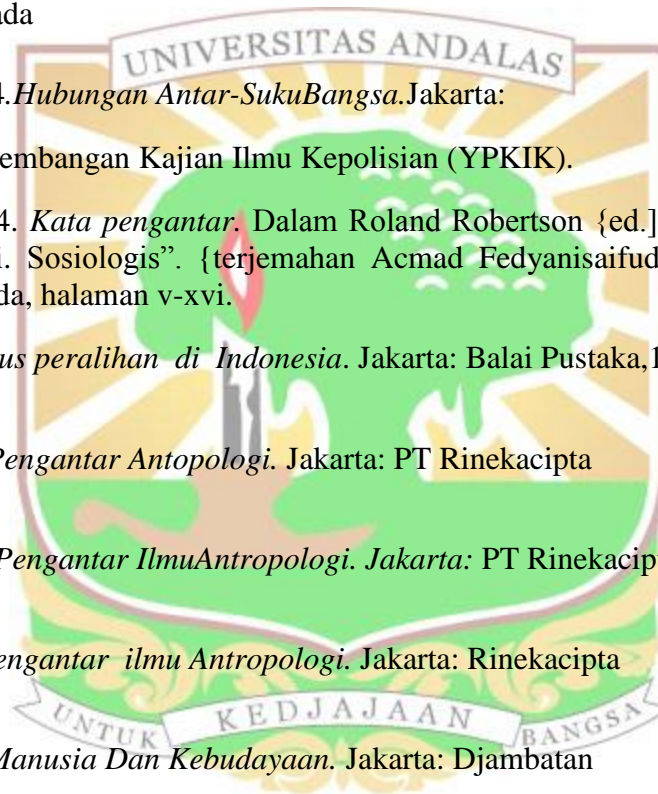 ada
UNIVERSITAS ANDALAS
4.Hubungan Antar-SukuBangsa.Jakarta:
embangan Kajian Ilmu Kepolisian (YPKIK).
4. Kata pengantar. Dalam Roland Robertson {ed.]
i. Sosiologis”. {terjemahan Acmad Fedyanisaifud
da, halaman v-xvi.
us peralihan di Indonesia. Jakarta: Balai Pustaka,1
Pengantar Antopologi. Jakarta: PT Rinekacipta
Pengantar IlmuAntropologi. Jakarta: PT Rinekacip
engantar ilmu Antropologi. Jakarta: Rinekacipta
UNTUK KEDJAJAAN BANGSA
Manusia Dan Kebudayaan. Jakarta: Djambatan